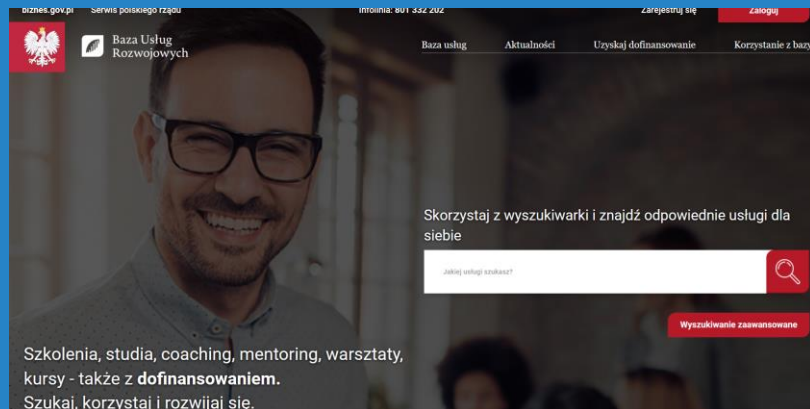 biznes.gov.pl Serwis polskiego rządu Infolinia: 801 332 202 Zarejestruj się Zaloguj
Baza Usług
Rozwojowych
Baza usług Aktualności Uzyskaj dofinansowanie Korzystanie z bazy
Skorzystaj z wyszukiwarki i znajdź odpowiednie usługi dla
siebie
Jakiej usługi szukasz?
Wyszukiwanie zaawansowane
Szkolenia, studia, coaching, mentoring, warsztaty,
kursy - także z dofinansowaniem.
Szukaj, korzystaj i rozwijaj się.